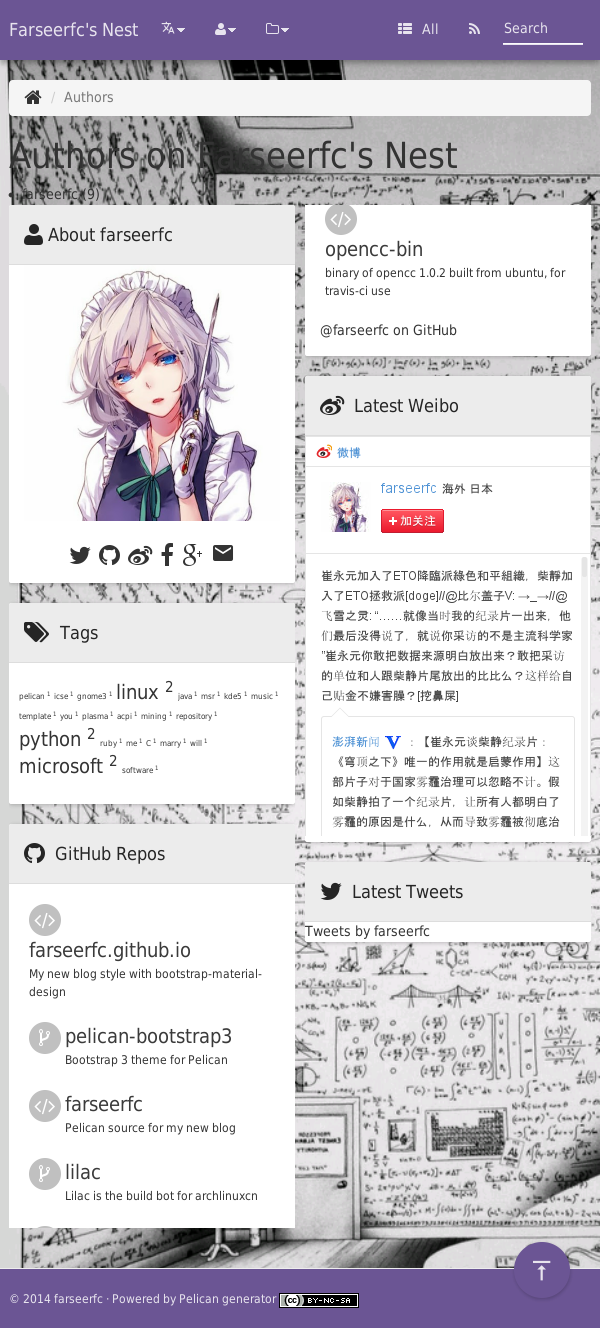 Farseerfc's Nest
All
Search
/ Authors
Authors on Farseerfc's Nest
farseerfc (9)
About farseerfc
Tags
pelican 1 icse 1 gnome3 1 linux 2 java 1 msr 1 kde5 1 music 1
template 1 you 1 plasma 1 acpi 1 mining 1 repository 1
python 2 ruby 1 me 1 C 1 marry 1 will 1
microsoft 2 software 1
GitHub Repos
farseerfc.github.io
My new blog style with bootstrap-material-
design
pelican-bootstrap3
Bootstrap 3 theme for Pelican
farseerfc
Pelican source for my new blog
lilac
Lilac is the build bot for archlinuxcn
opencc-bin
binary of opencc 1.0.2 built from ubuntu, for
travis-ci use
@farseerfc on GitHub
Latest Weibo
微博
farseerfc 海外 日本
+ 加关注
崔永元加入了ETO降臨派綠色和平組織，柴靜加
入了ETO拯救派[doge]//@比尔盖子V: →_→//@
飞雪之灵: “……就像当时我的纪录片一出来，他
们最后没得说了，就说你采访的不是主流科学家
”崔永元你敢把数据来源明白放出来？敢把采访
的单位和人跟柴静片尾放出的比比么？这样给自
己贴金不嫌害臊？[挖鼻屎]
澎湃新闻 V ：【崔永元谈柴静纪录片：
《穹顶之下》唯一的作用就是启蒙作用】这
部片子对于国家雾霾治理可以忽略不计。假
如柴静拍了一个纪录片，让所有人都明白了
雾霾的原因是什么，从而导致雾霾被彻底治
Latest Tweets
Tweets by farseerfc
© 2014 farseerfc · Powered by Pelican generator
cc BY-NC-SA